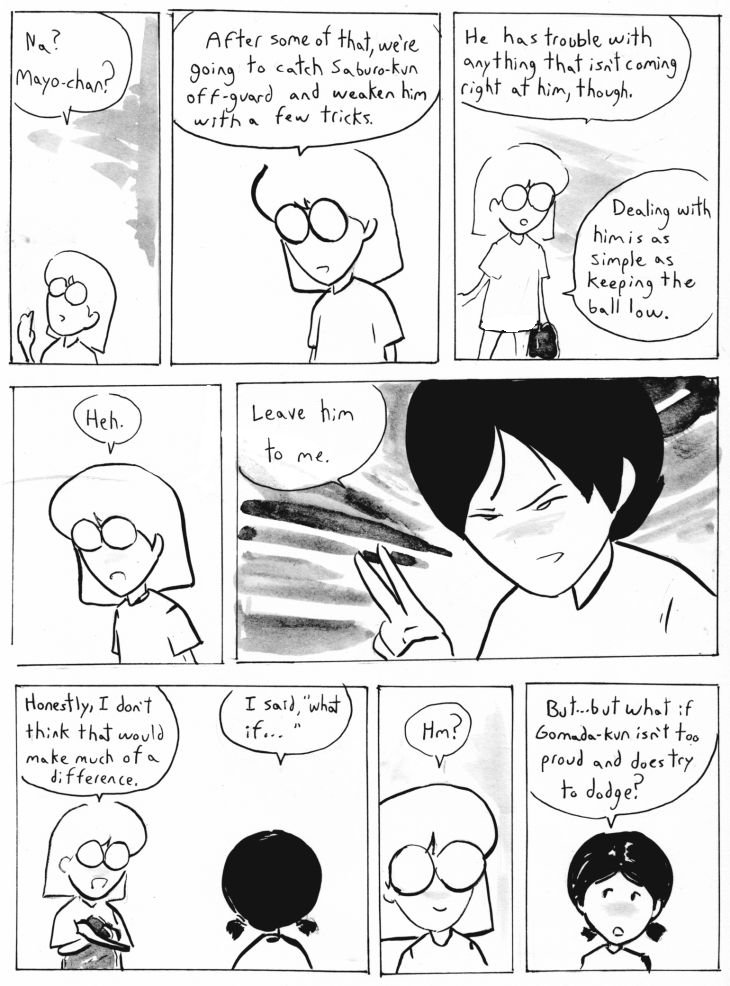 He has trouble with
anything that isn't coming
right at him, though.
Dealing with
him is as
simple as
keeping the
ball low.
After some of that, we're
going to catch Saburo-kun
off-guard and weaken him
with a few tricks.
Na?
Mayo-chan?
Leave him
to me.
Heh.
But...but what if
Gomada-kun isn't too
proud and does try
to dodge?
Hm?
I said, "what
if..."
Honestly, I don't
think that would
make much of a
difference.